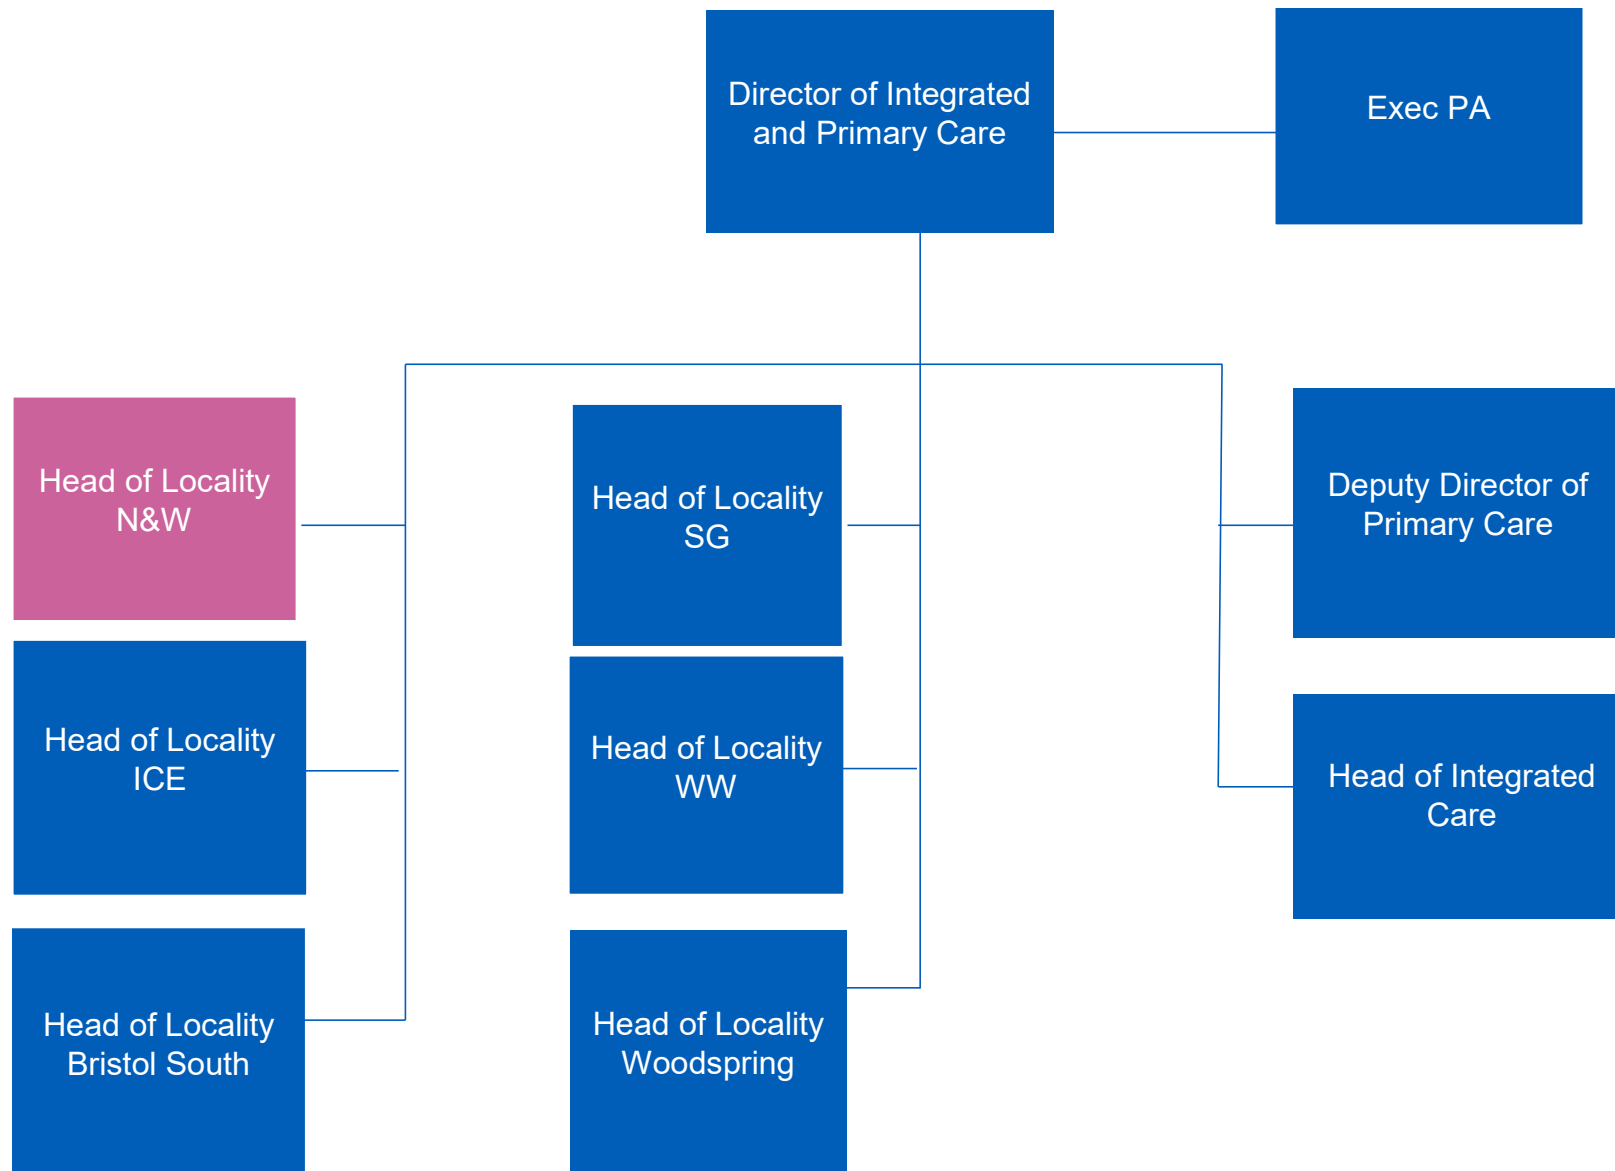 Director of Integrated
and Primary Care
Exec PA
Head of Locality
N&W
Head of Locality
SG
Deputy Director of
Primary Care
Head of Locality
ICE
Head of Locality
WW
Head of Integrated
Care
Head of Locality
Bristol South
Head of Locality
Woodspring